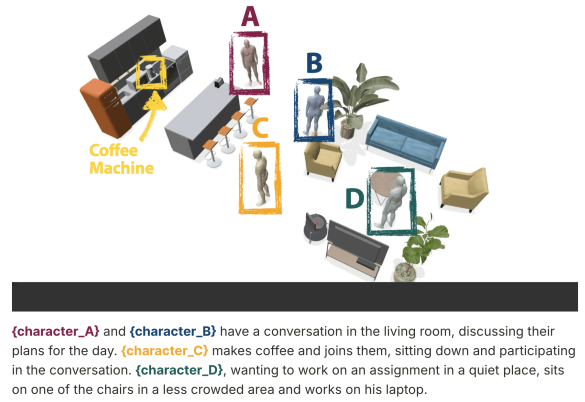 A
B
Coffee
Machine
C
D
{character_A} and {character_B} have a conversation in the living room, discussing their
plans for the day. {character_C} makes coffee and joins them, sitting down and participating
in the conversation. {character_D}, wanting to work on an assignment in a quiet place, sits
on one of the chairs in a less crowded area and works on his laptop.